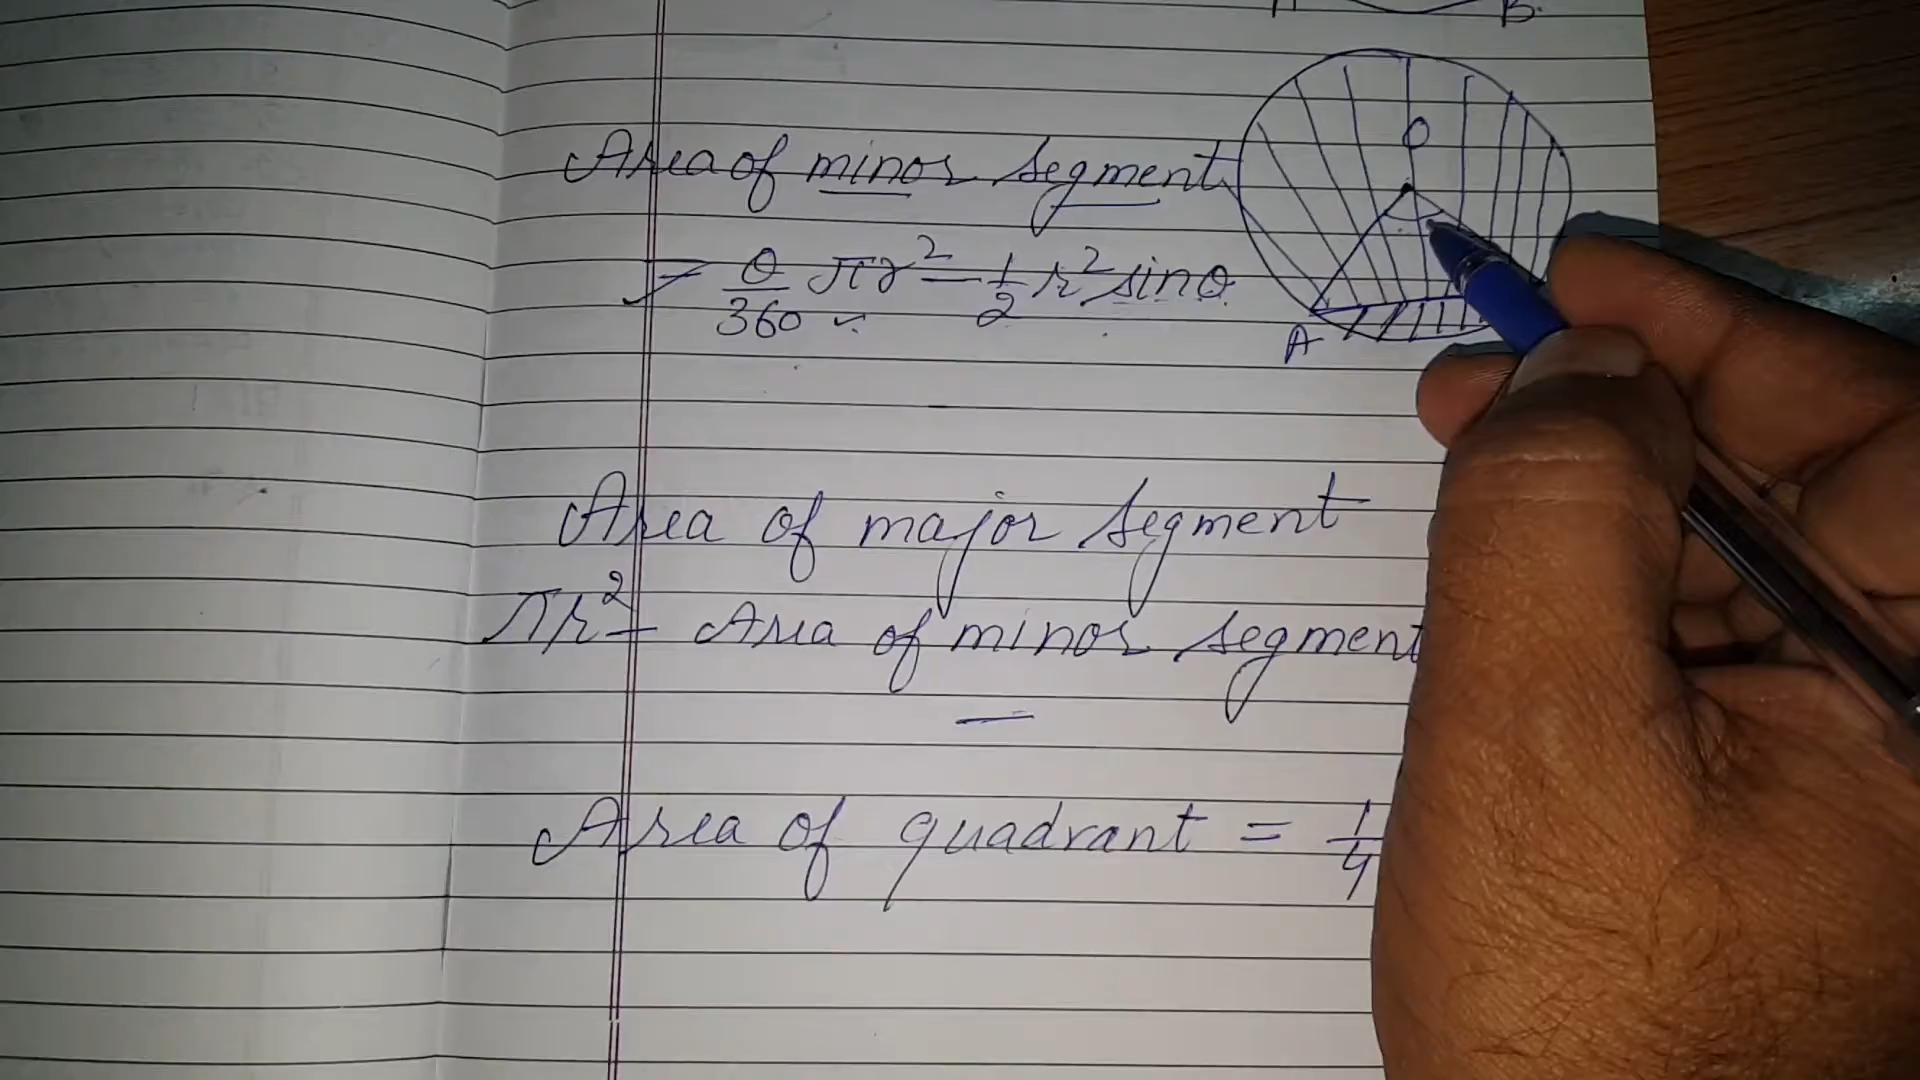 B.
O
Area of minor segment
= θ/360 πr² - 1/2 r² sinθ
A
Area of major segment
πr² - Area of minor segment
Area of quadrant = 1/4